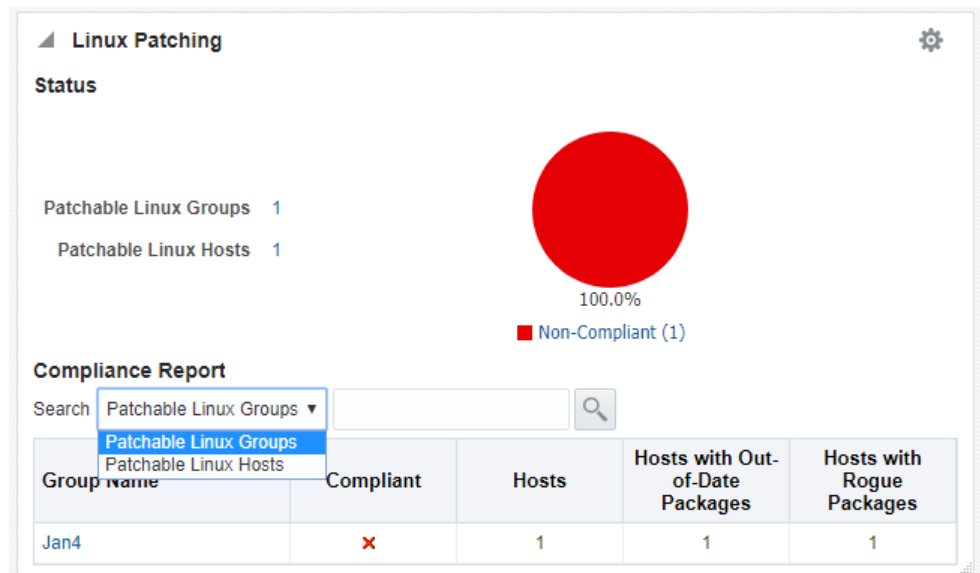 Linux Patching
Status
Patchable Linux Groups 1
Patchable Linux Hosts 1
100.0%
Non-Compliant (1)
Compliance Report
Search Patchable Linux Groups
Patchable Linux Groups
Patchable Linux Hosts
Group Name Compliant Hosts Hosts with Out-of-Date Packages Hosts with Rogue Packages
Jan4 1 1 1